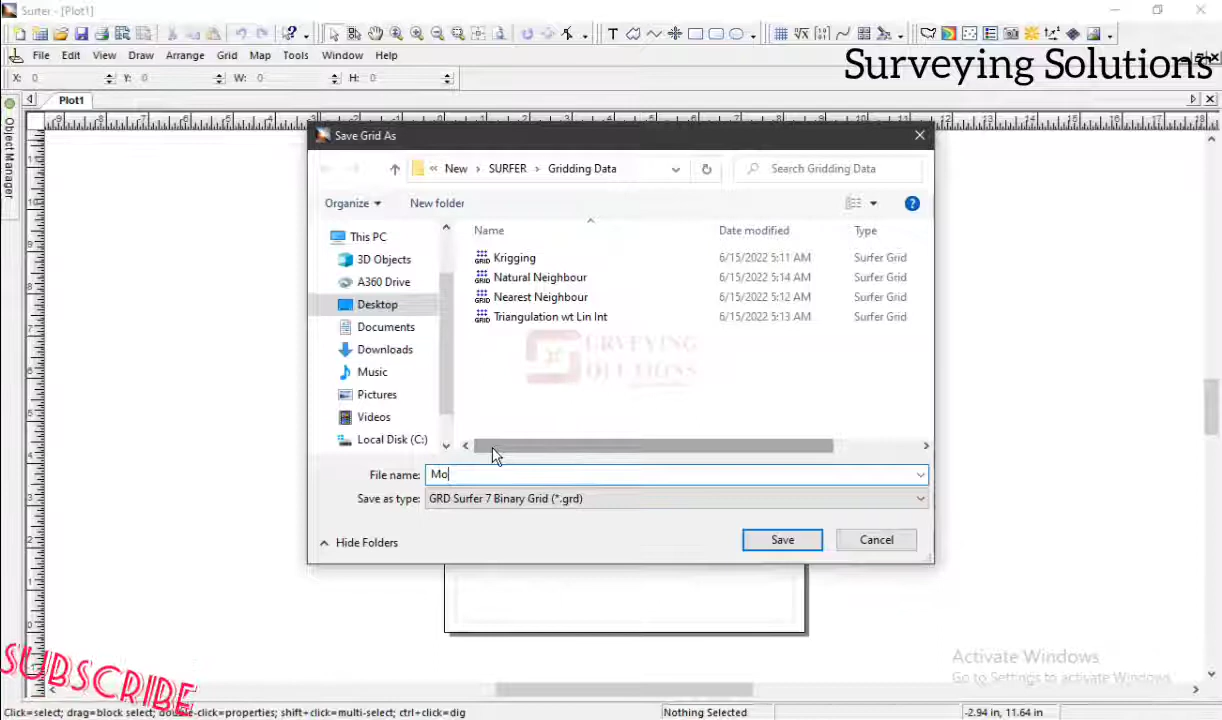 Surfer - [Plot1]
File Edit View Draw Arrange Grid Map Tools Window Help
Surveying Solutions
X: 0 Y: 0 W: 0 H: 0
Plot1
Object Manager
Save Grid As
« New > SURFER > Gridding Data
Search Gridding Data
Organize
New folder
This PC
3D Objects
A360 Drive
Desktop
Documents
Downloads
Music
Pictures
Videos
Local Disk (C:)
Name Date modified Type
Krigging 6/15/2022 5:11 AM Surfer Grid
Natural Neighbour 6/15/2022 5:14 AM Surfer Grid
Nearest Neighbour 6/15/2022 5:12 AM Surfer Grid
Triangulation wt Lin Int 6/15/2022 5:13 AM Surfer Grid
SURVEYING
SOLUTIONS
File name: Mo
Save as type: GRD Surfer 7 Binary Grid (*.grd)
Hide Folders
Save
Cancel
Activate Windows
Go to Settings to activate Windows.
SUBSCRIBE
Click=select; drag=block select; double-click=properties; shift+click=multi-select; ctrl+click=dig
Nothing Selected
-2.94 in, 11.64 in